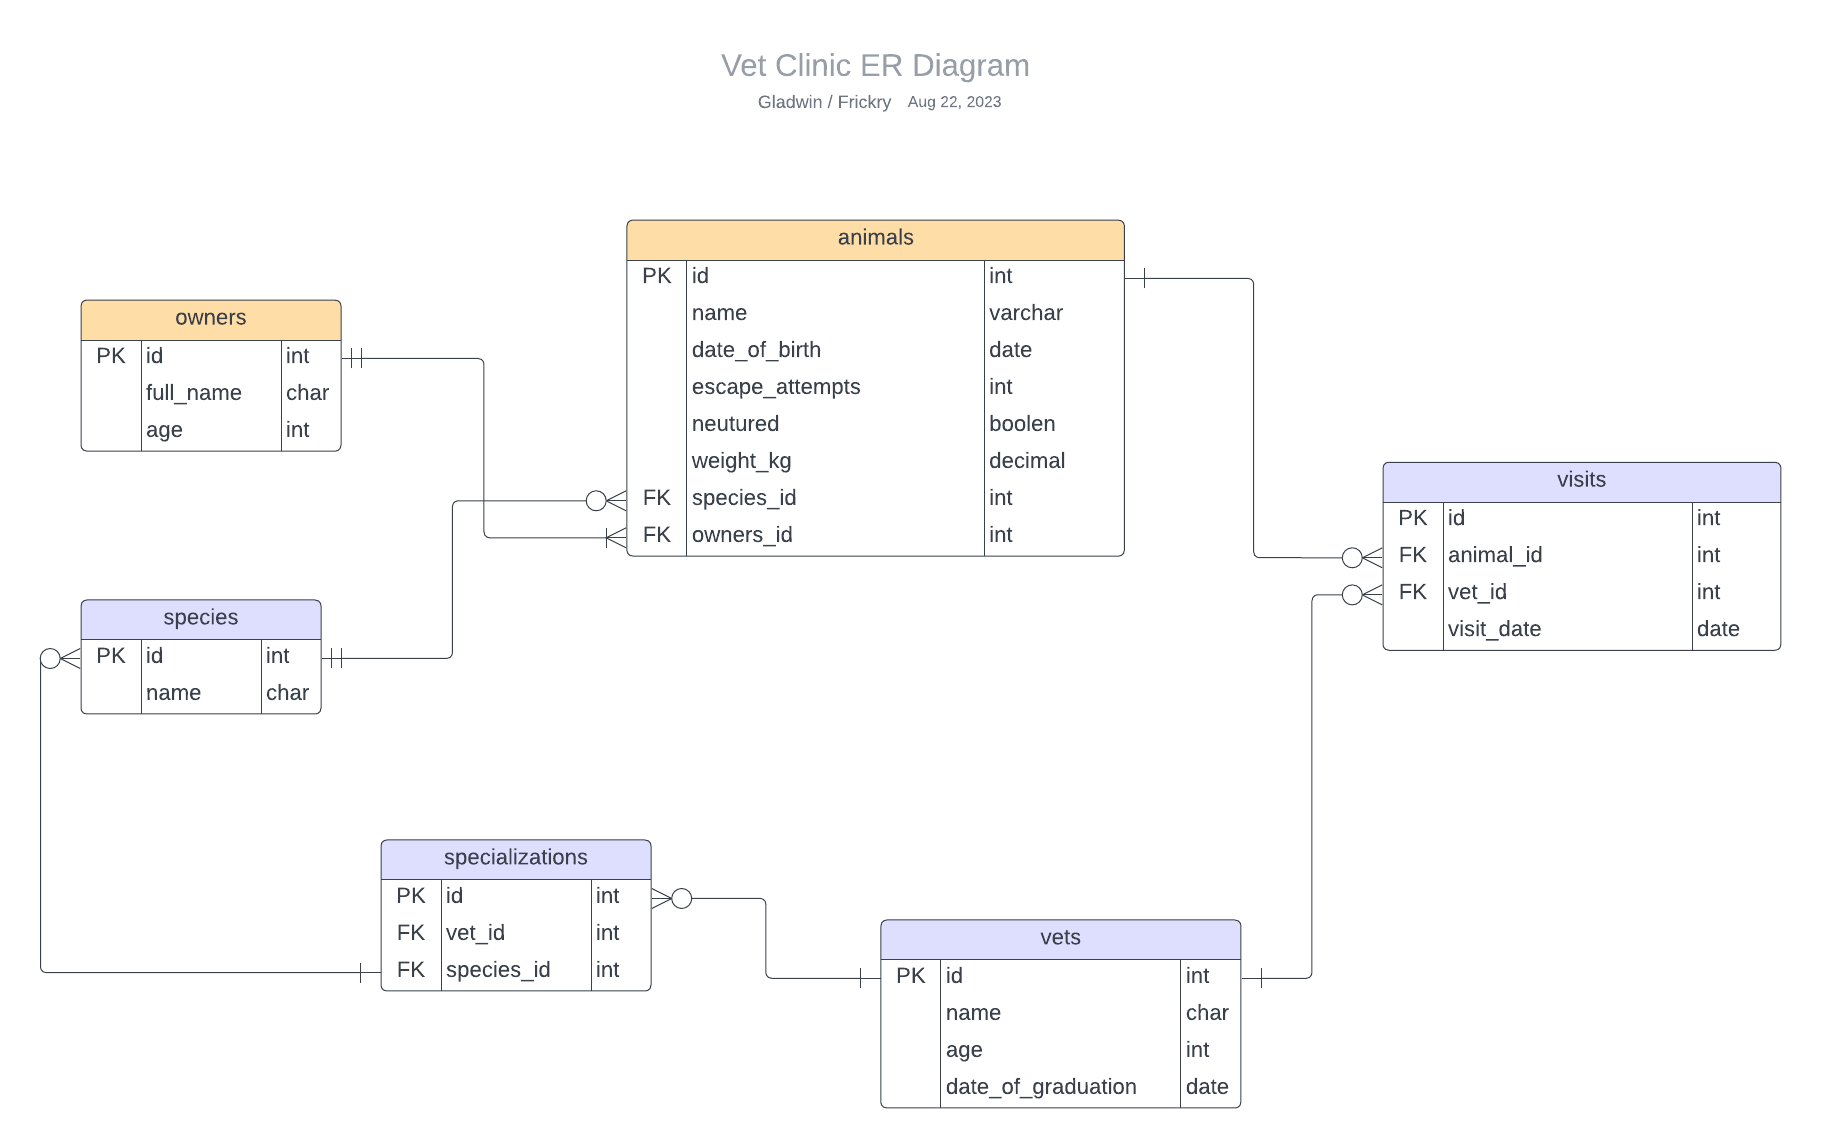 Vet Clinic ER Diagram
Gladwin / Frickry Aug 22, 2023
animals
PK id int
name varchar
date_of_birth date
escape_attempts int
neutured boolen
weight_kg decimal
FK species_id int
FK owners_id int
owners
PK id int
full_name char
age int
visits
PK id int
FK animal_id int
FK vet_id int
visit_date date
species
PK id int
name char
specializations
PK id int
FK vet_id int
FK species_id int
vets
PK id int
name char
age int
date_of_graduation date